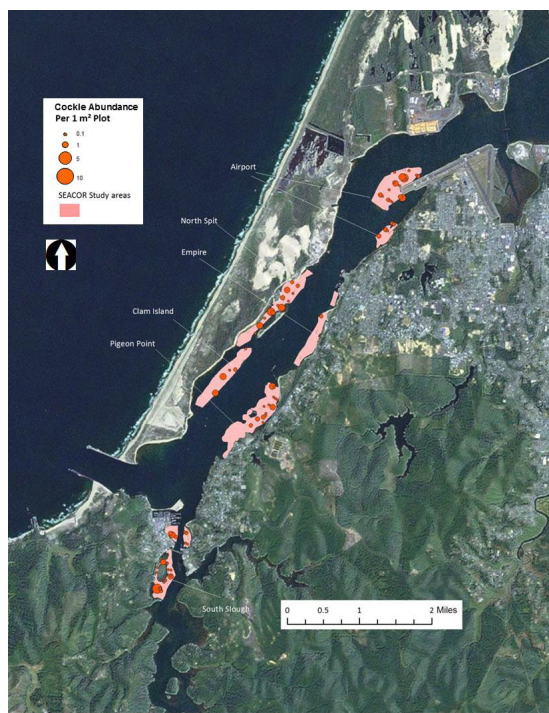 Cockle Abundance
Per 1 m² Plot
0.1
1
5
10
SEACOR Study areas
Airport
North Spit
Empire
Clam Island
Pigeon Point
South Slough
0 0.5 1 2 Miles